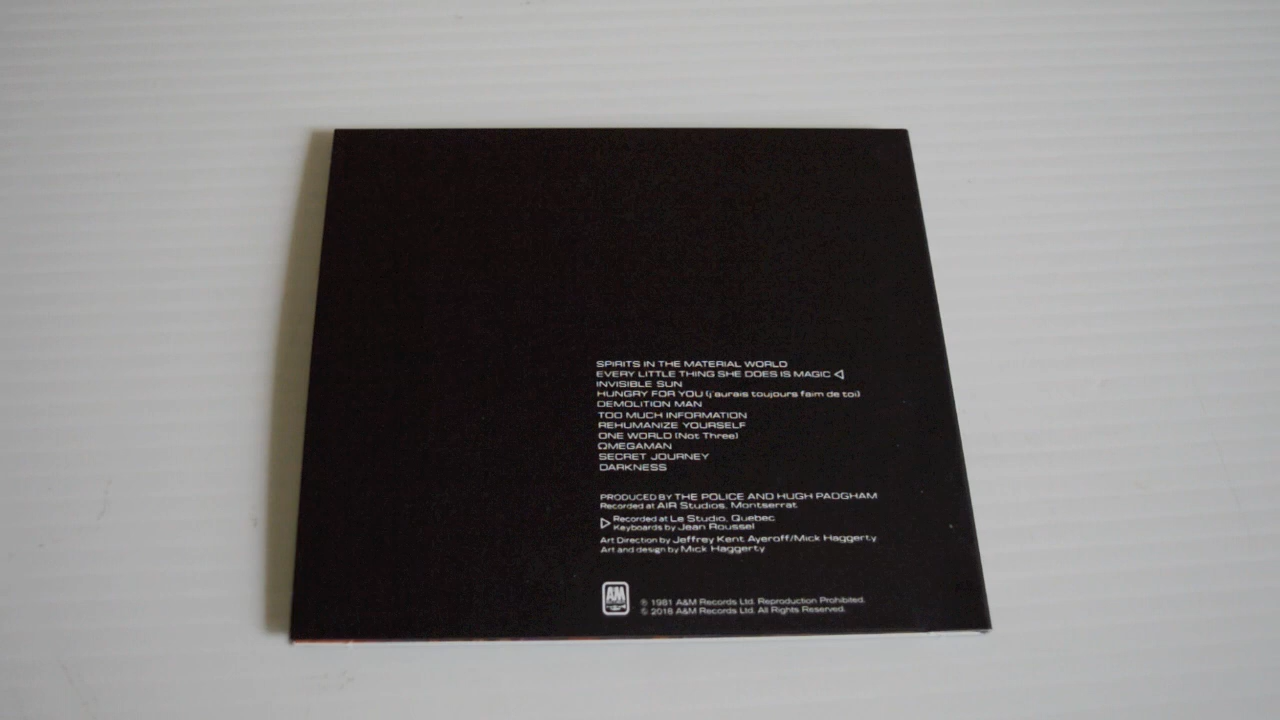 SPIRITS IN THE MATERIAL WORLD
EVERY LITTLE THING SHE DOES IS MAGIC
INVISIBLE SUN
HUNGRY FOR YOU (j'aurais toujours faim de toi)
DEMOLITION MAN
TOO MUCH INFORMATION
REHUMANIZE YOURSELF
ONE WORLD (Not Three)
ΩMEGAMAN
SECRET JOURNEY
DARKNESS
PRODUCED BY THE POLICE AND HUGH PADGHAM
Recorded at AIR Studios, Montserrat
Recorded at Le Studio, Quebec
Keyboards by Jean Roussel
Art Direction by Jeffrey Kent Ayeroff/Mick Haggerty
Art and design by Mick Haggerty
AM
℗ 1981 A&M Records Ltd. Reproduction Prohibited.
© 2018 A&M Records Ltd. All Rights Reserved.